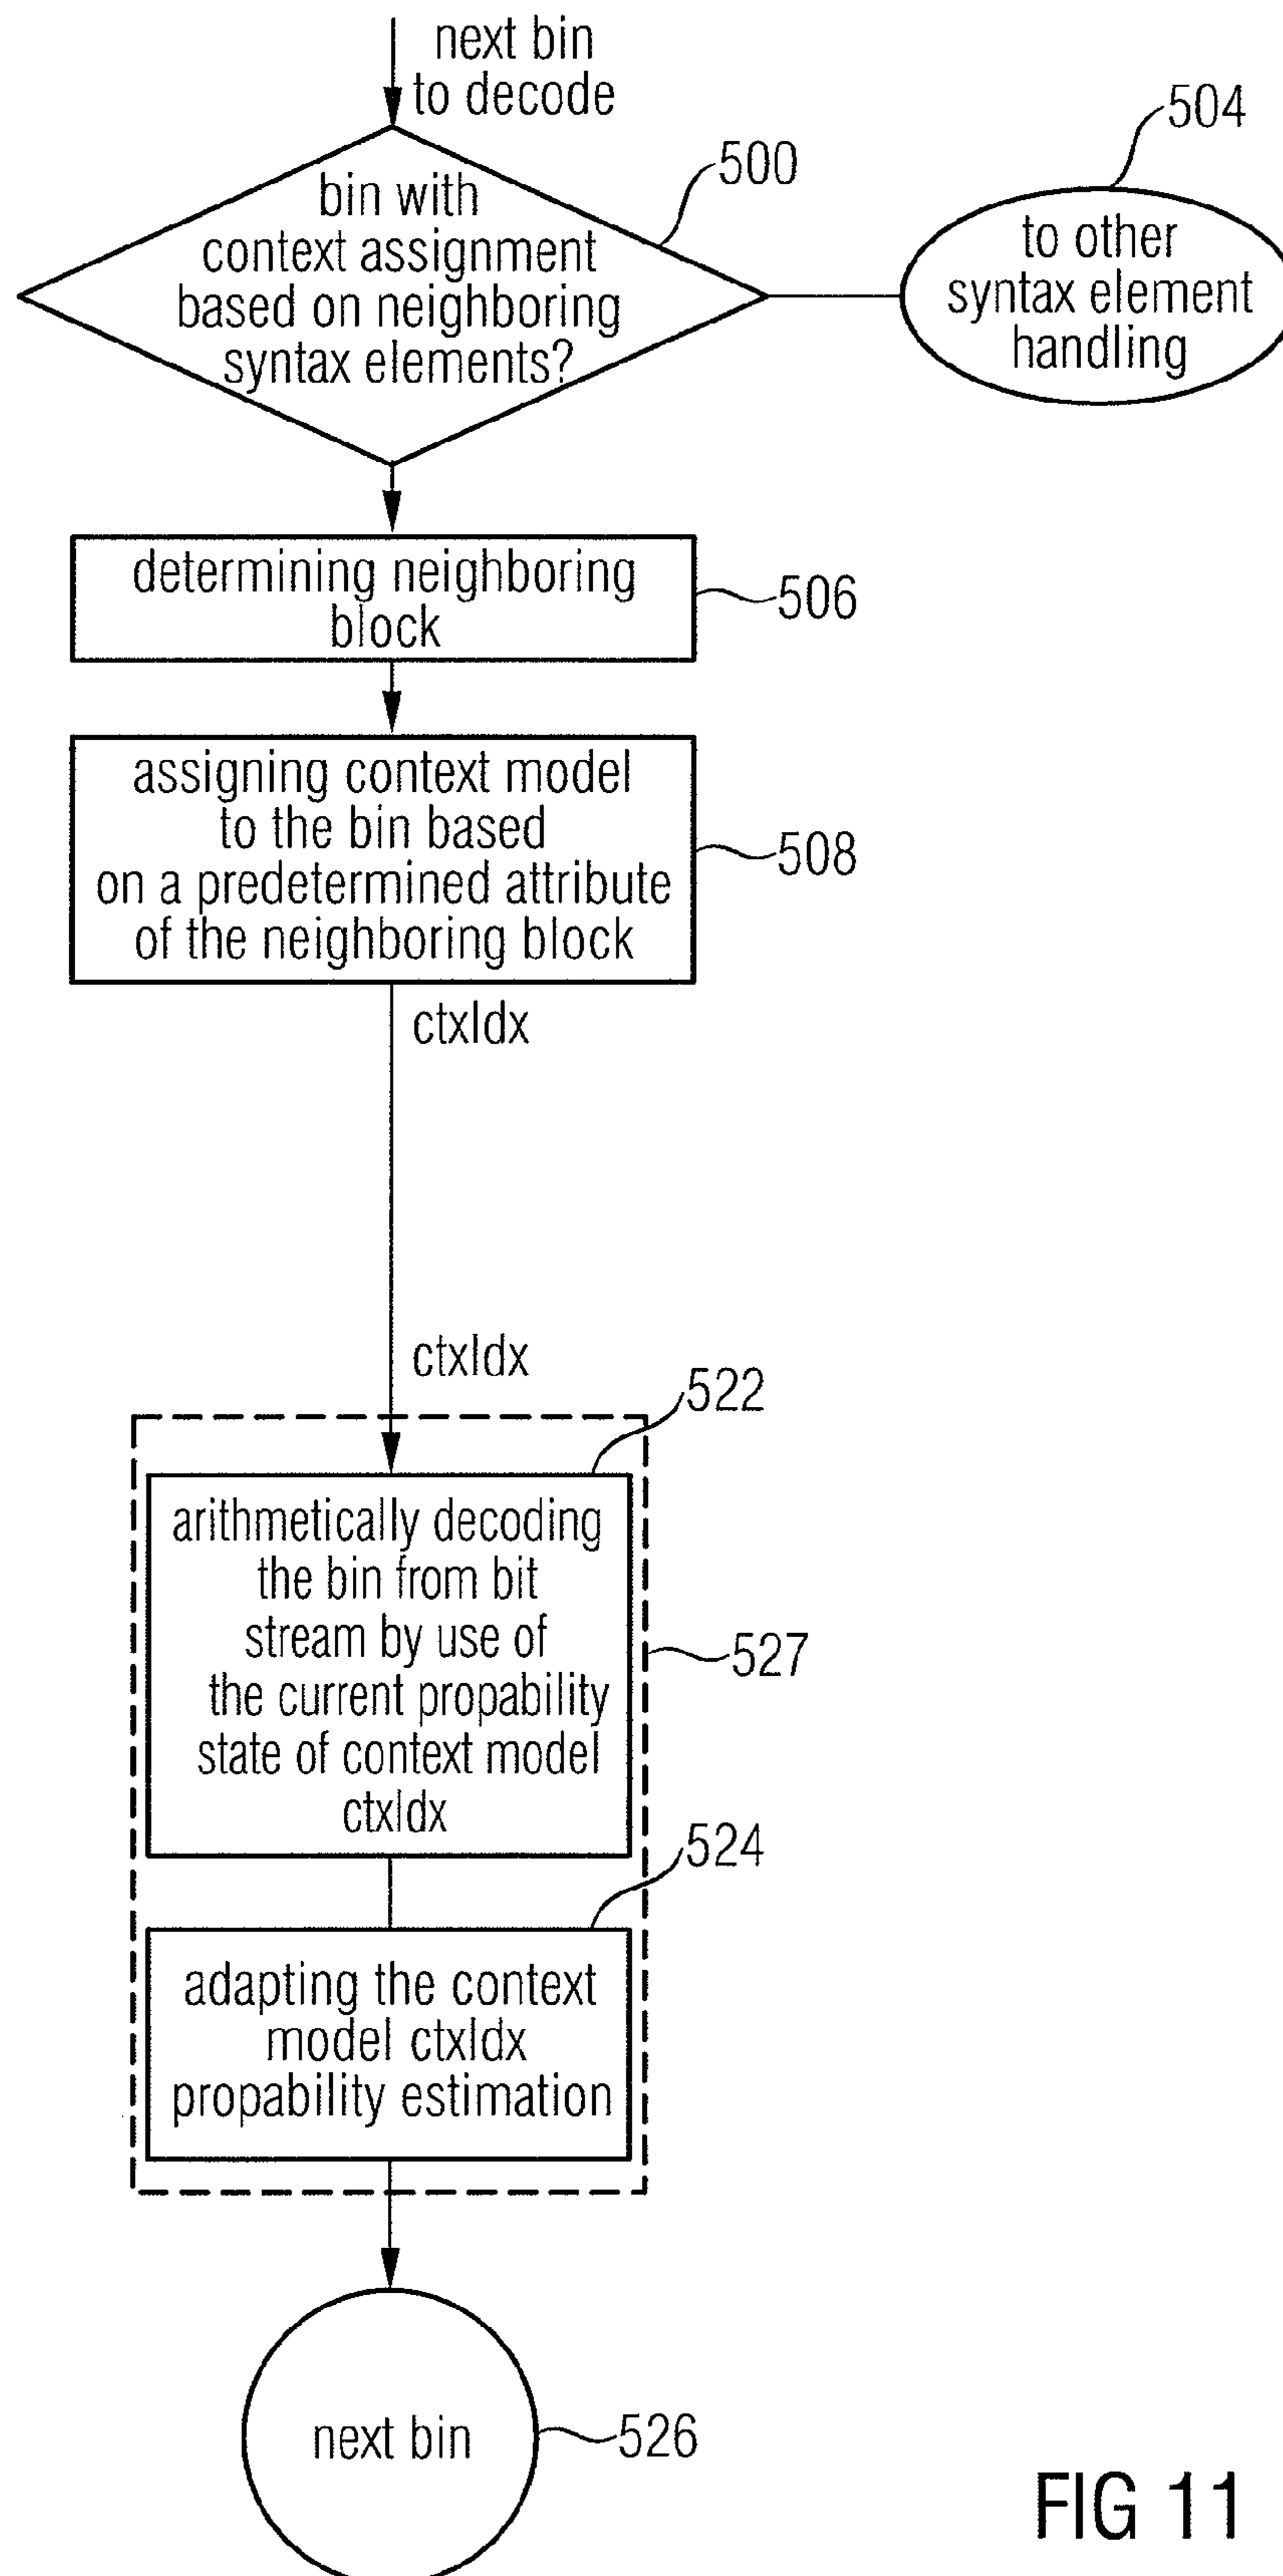 next bin
to decode
500
504
bin with
context assignment
based on neighboring
syntax elements?
to other
syntax element
handling
determining neighboring
block
506
assigning context model
to the bin based
on a predetermined attribute
of the neighboring block
508
ctxIdx
ctxIdx
522
arithmetically decoding
the bin from bit
stream by use of
the current propability
state of context model
ctxIdx
527
524
adapting the context
model ctxIdx
propability estimation
next bin
526
FIG 11